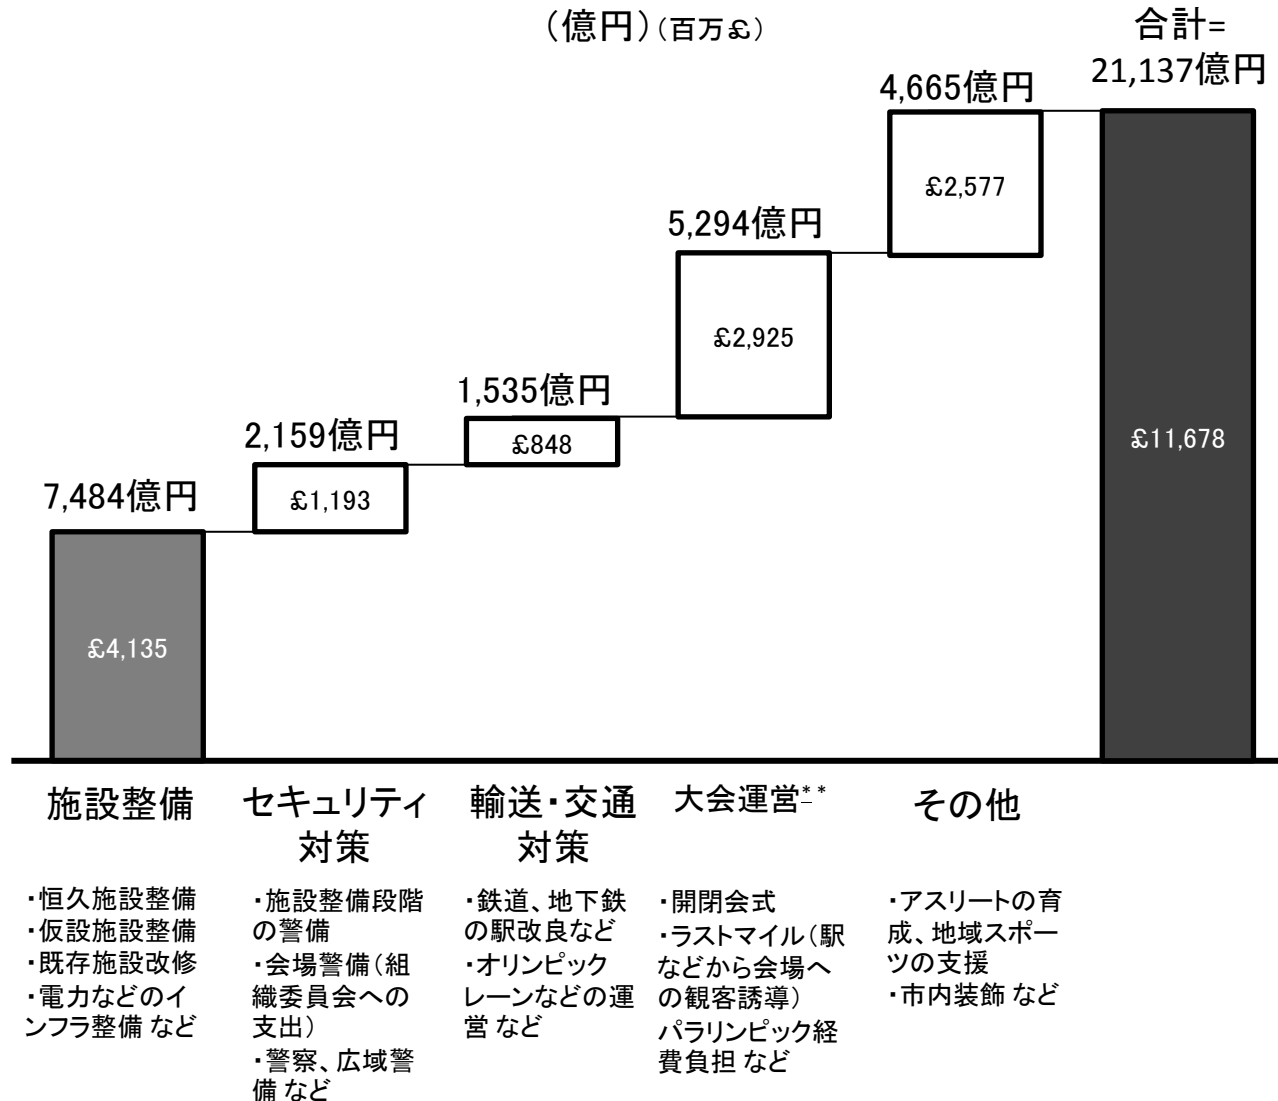 (億円)(百万£)
合計=
21,137億円
4,665億円
£2,577
5,294億円
£2,925
1,535億円
£848
2,159億円
£1,193
7,484億円
£4,135
£11,678
施設整備
セキュリティ
対策
輸送・交通
対策
大会運営**
その他
・恒久施設整備
・仮設施設整備
・既存施設改修
・電力などのイ
ンフラ整備 など
・施設整備段階
の警備
・会場警備(組
織委員会への
支出)
・警察、広域警
備 など
・鉄道、地下鉄
の駅改良など
・オリンピック
レーンなどの運
営 など
・開閉会式
・ラストマイル(駅
などから会場へ
の観客誘導)
パラリンピック経
費負担 など
・アスリートの育
成、地域スポー
ツの支援
・市内装飾 など